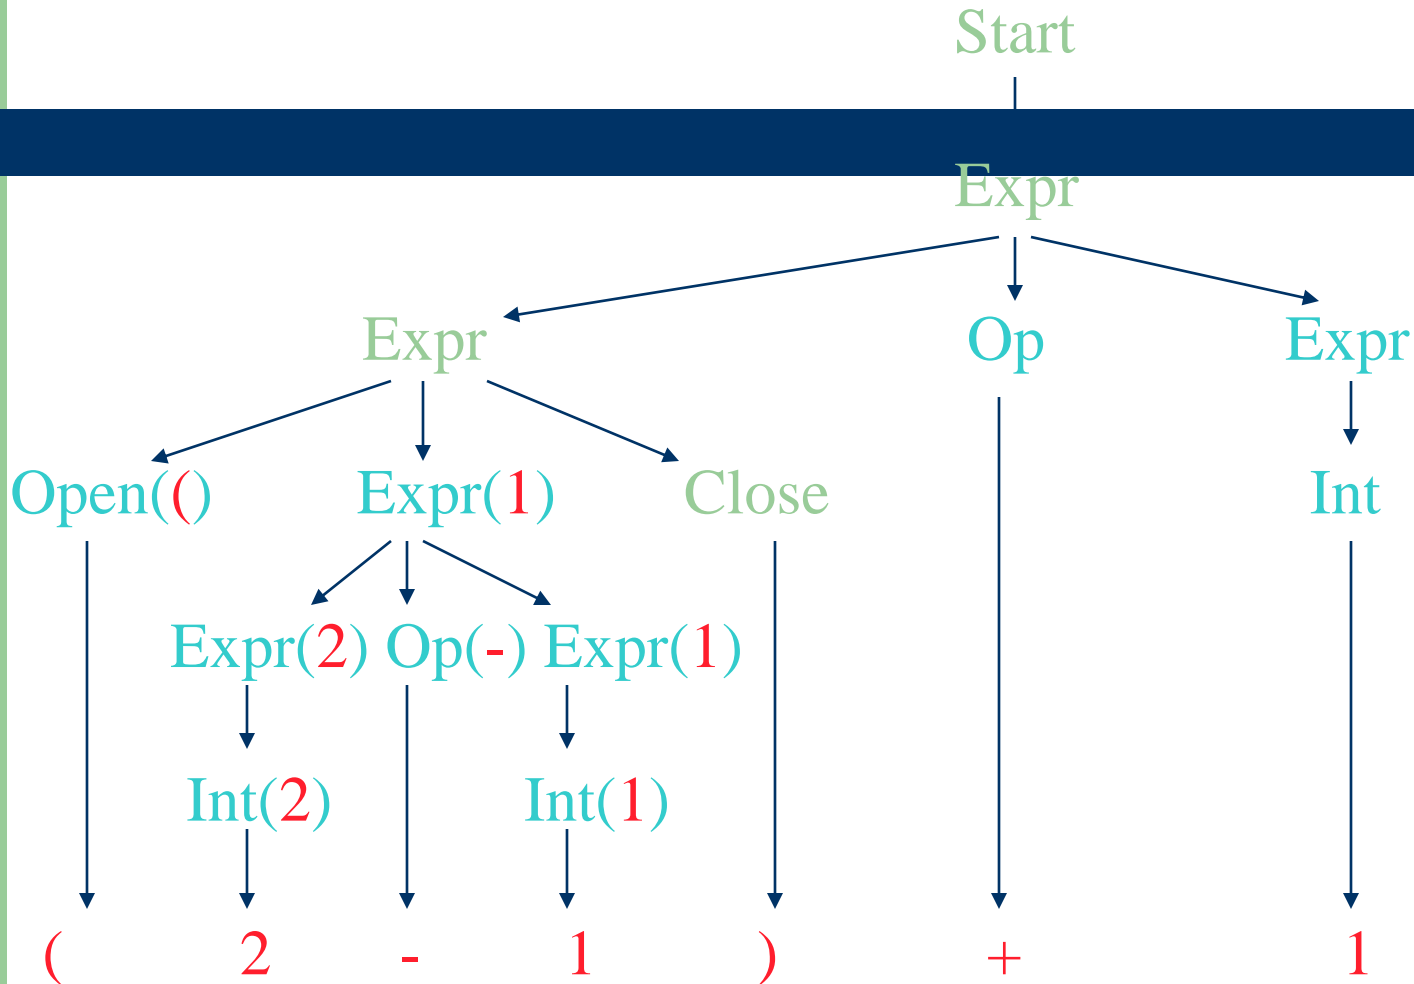 Start
Expr
Expr Op Expr
Open(() Expr(1) Close Int
Expr(2) Op(-) Expr(1)
Int(2) Int(1)
( 2 - 1 ) + 1